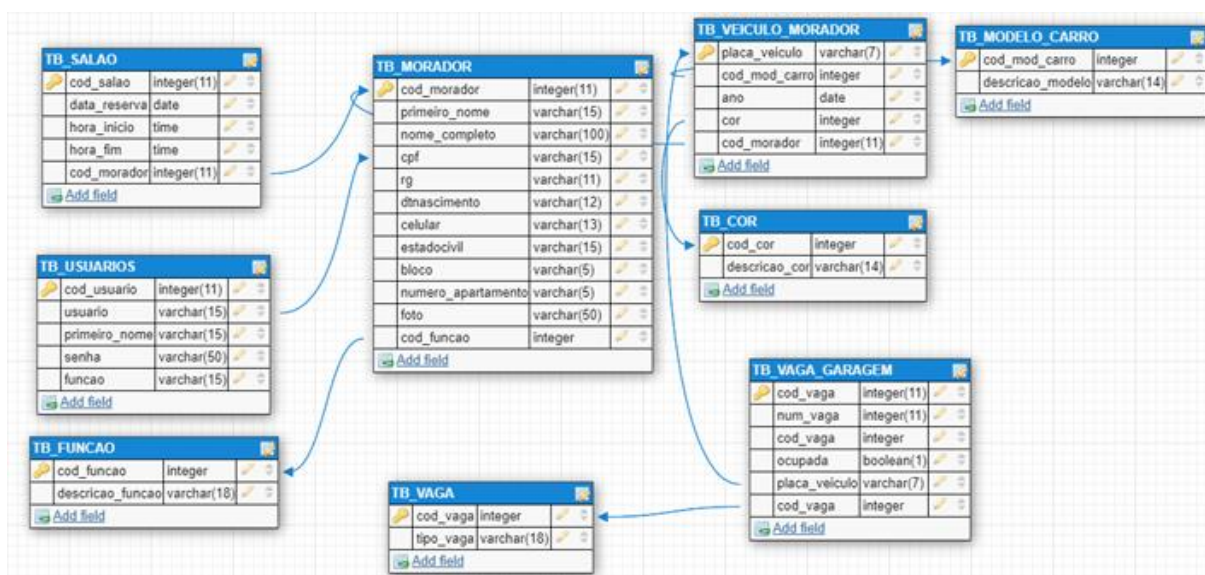 TB_SALAO
cod_salao integer(11)
data_reserva date
hora_inicio time
hora_fim time
cod_morador integer(11)
Add field
TB_USUARIOS
cod_usuario integer(11)
usuario varchar(15)
primeiro_nome varchar(15)
senha varchar(50)
funcao varchar(15)
Add field
TB_FUNCAO
cod_funcao integer
descricao_funcao varchar(18)
Add field
TB_MORADOR
cod_morador integer(11)
primeiro_nome varchar(15)
nome_completo varchar(100)
cpf varchar(15)
rg varchar(11)
dtnascimento varchar(12)
celular varchar(13)
estadocivil varchar(15)
bloco varchar(5)
numero_apartamento varchar(5)
foto varchar(50)
cod_funcao integer
Add field
TB_VAGA
cod_vaga integer
tipo_vaga varchar(18)
Add field
TB_VEICULO_MORADOR
placa_veiculo varchar(7)
cod_mod_carro integer
ano date
cor integer
cod_morador integer(11)
Add field
TB_COR
cod_cor integer
descricao_cor varchar(14)
Add field
TB_VAGA_GARAGEM
cod_vaga integer(11)
num_vaga integer(11)
cod_vaga integer
ocupada boolean(1)
placa_veiculo varchar(7)
cod_vaga integer
Add field
TB_MODELO_CARRO
cod_mod_carro integer
descricao_modelo varchar(14)
Add field